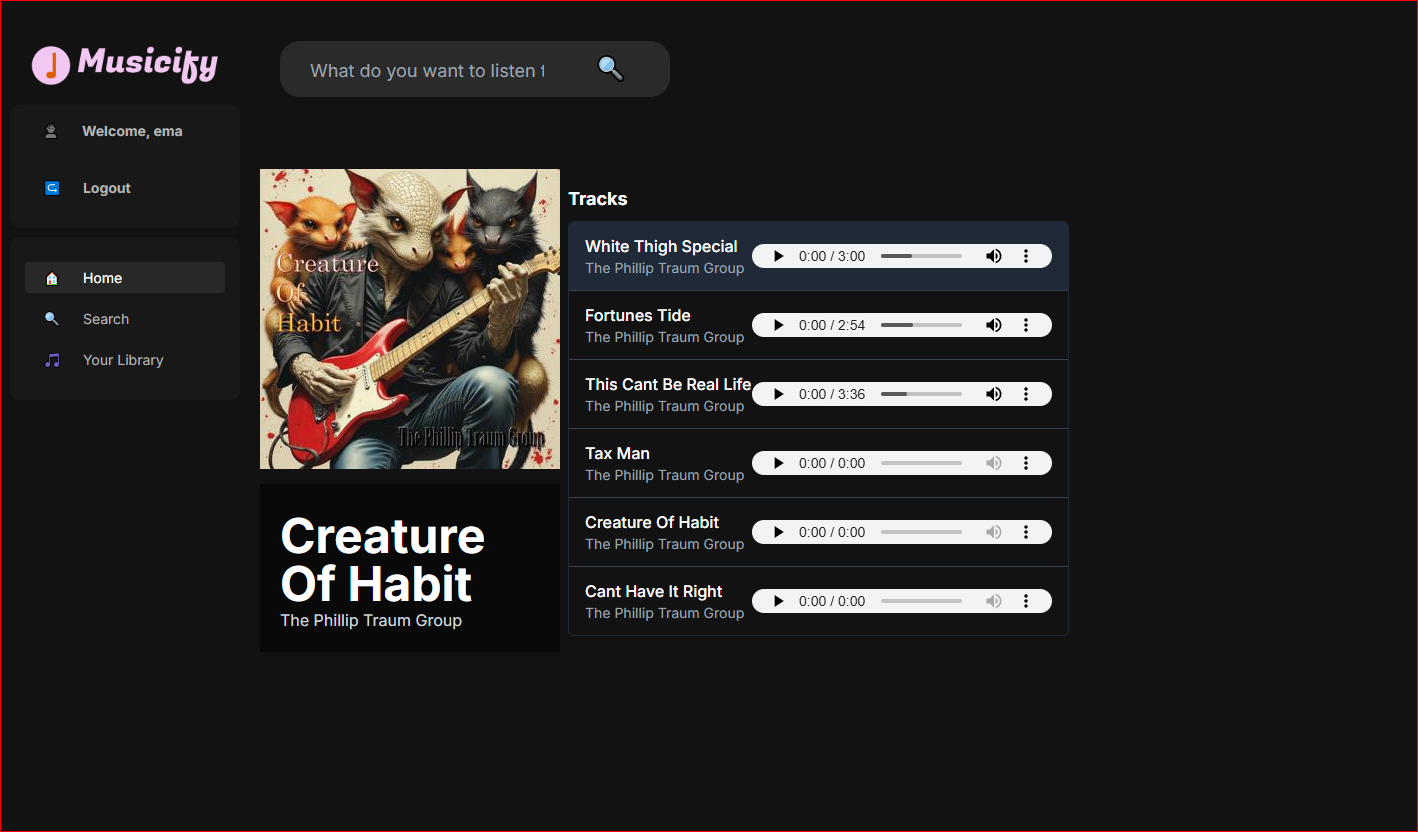 Musicify
What do you want to listen t
Welcome, ema
Logout
Home
Search
Your Library
Creature
Of
Habit
The Phillip Traum Group
Creature
Of Habit
The Phillip Traum Group
Tracks
White Thigh Special
The Phillip Traum Group
0:00 / 3:00
Fortunes Tide
The Phillip Traum Group
0:00 / 2:54
This Cant Be Real Life
The Phillip Traum Group
0:00 / 3:36
Tax Man
The Phillip Traum Group
0:00 / 0:00
Creature Of Habit
The Phillip Traum Group
0:00 / 0:00
Cant Have It Right
The Phillip Traum Group
0:00 / 0:00